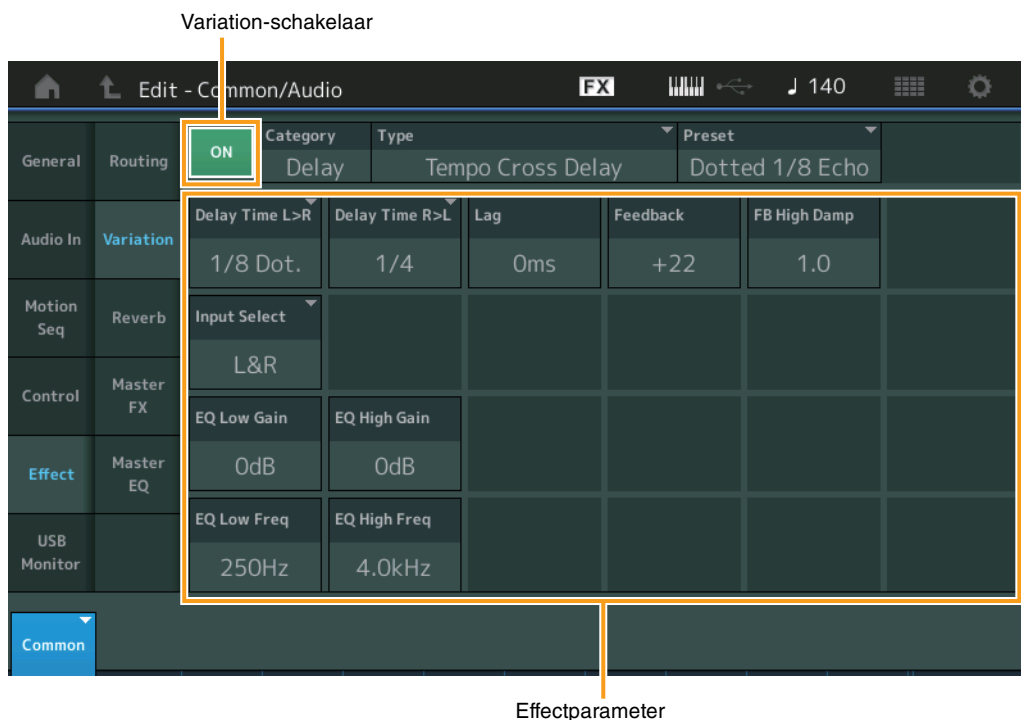 Variation-schakelaar
Edit - Common/Audio
FX
♩ 140
General
Routing
ON
Category
Delay
Type
Tempo Cross Delay
Preset
Dotted 1/8 Echo
Audio In
Variation
Delay Time L>R
1/8 Dot.
Delay Time R>L
1/4
Lag
0ms
Feedback
+22
FB High Damp
1.0
Motion
Seq
Reverb
Input Select
L&R
Control
Master
FX
EQ Low Gain
0dB
EQ High Gain
0dB
Effect
Master
EQ
EQ Low Freq
250Hz
EQ High Freq
4.0kHz
USB
Monitor
Common
Effectparameter